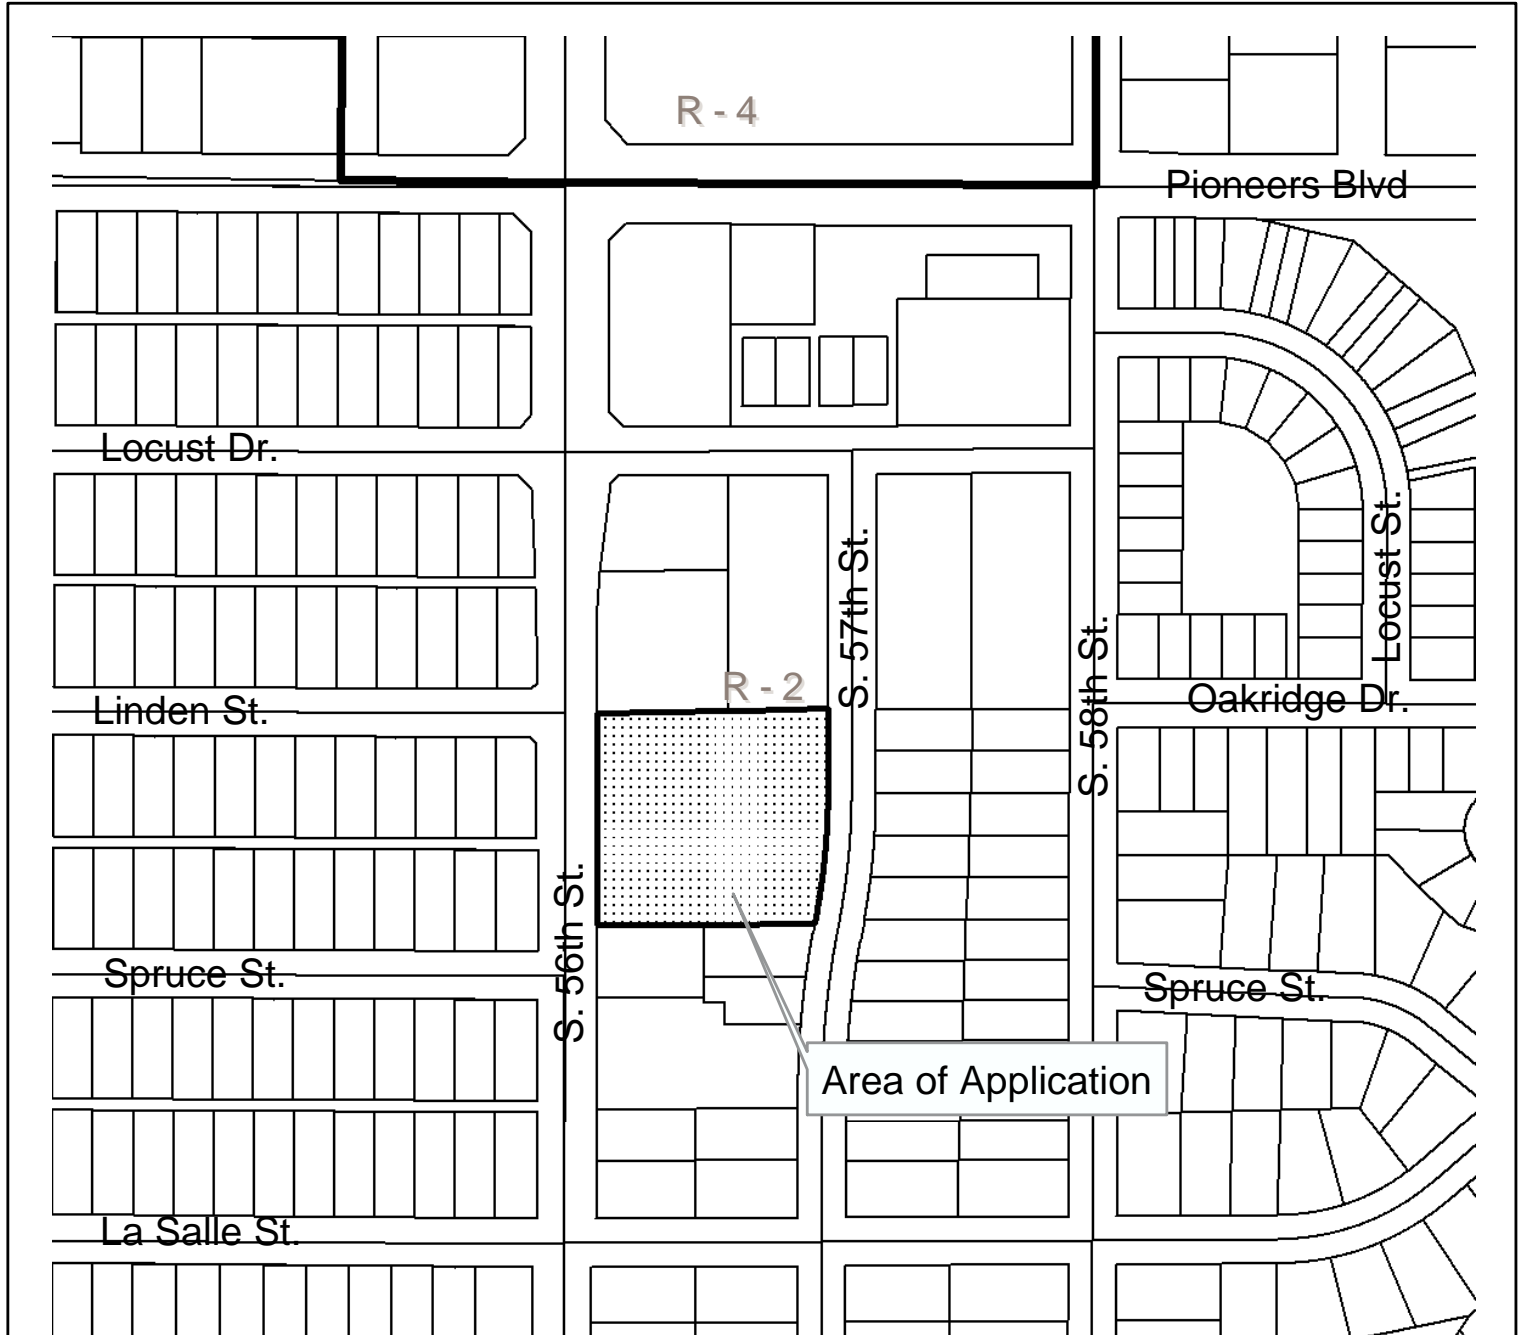 R - 4
Pioneers Blvd
Locust Dr.
S. 57th St.
Locust St.
S. 58th St.
R - 2
Oakridge Dr.
Linden St.
S. 56th St.
Spruce St.
Spruce St.
Area of Application
La Salle St.